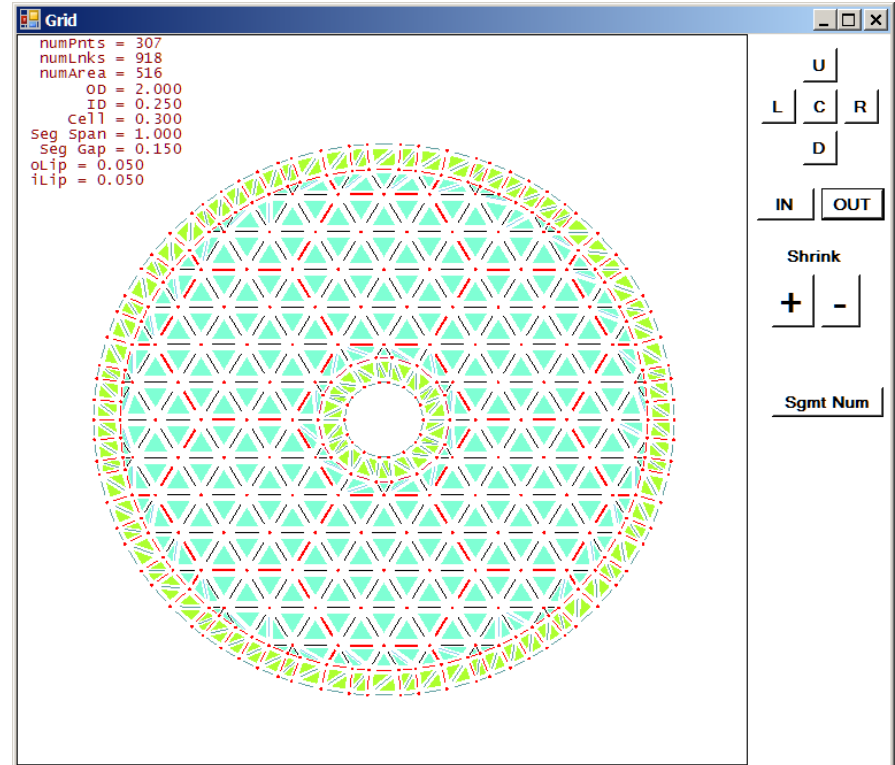 Grid
numPnts = 307
numLnks = 918
numArea = 516
OD = 2.000
ID = 0.250
Cell = 0.300
Seg Span = 1.000
Seg Gap = 0.150
oLip = 0.050
iLip = 0.050
U
L C R
D
IN OUT
Shrink
+ -
Sgmt Num